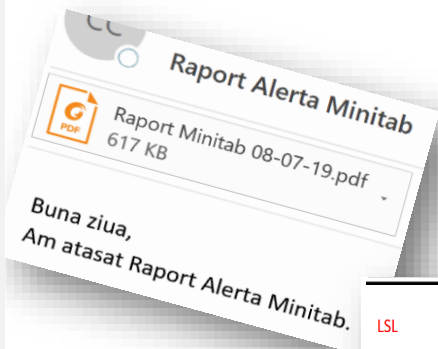 CC
Raport Alerta Minitab
PDF
Raport Minitab 08-07-19.pdf
617 KB
Buna ziua,
Am atasat Raport Alerta Minitab.
LSL